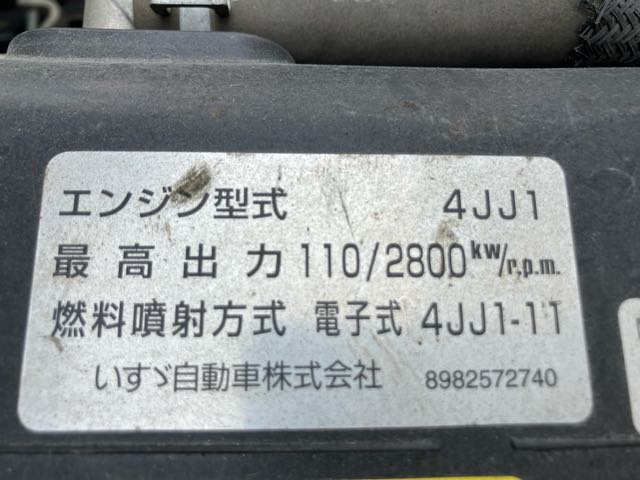 エンジン型式 4JJ1
最高出力 110/2800kw/r.p.m.
燃料噴射方式 電子式 4JJ1-1T
いすゞ自動車株式会社 8982572740